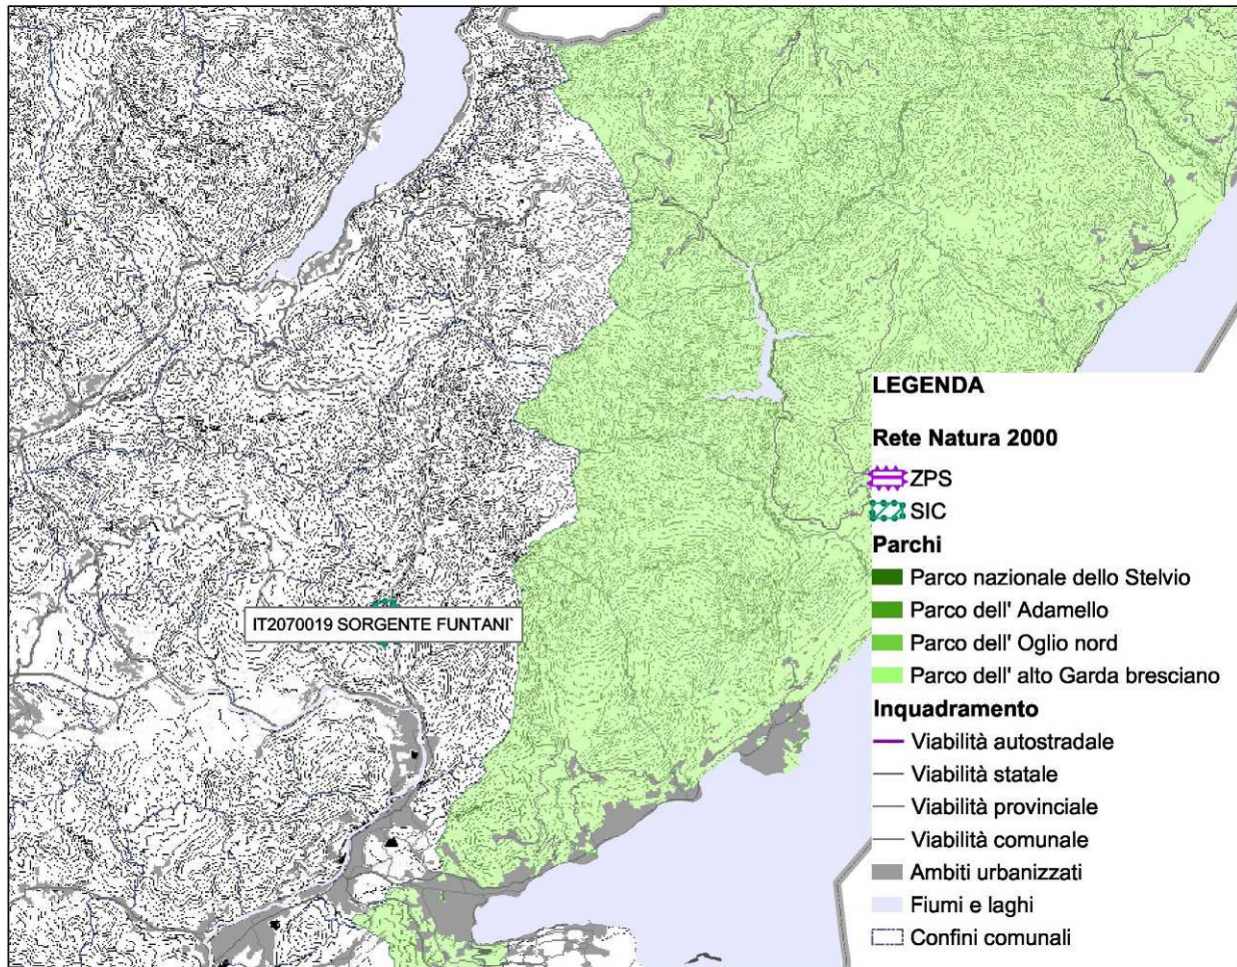 LEGENDA
Rete Natura 2000
ZPS
SIC
Parchi
Parco nazionale dello Stelvio
Parco dell' Adamello
Parco dell' Oglio nord
Parco dell' alto Garda bresciano
Inquadramento
Viabilità autostradale
Viabilità statale
Viabilità provinciale
Viabilità comunale
Ambiti urbanizzati
Fiumi e laghi
Confini comunali
IT2070019 SORGENTE FUNTANI`